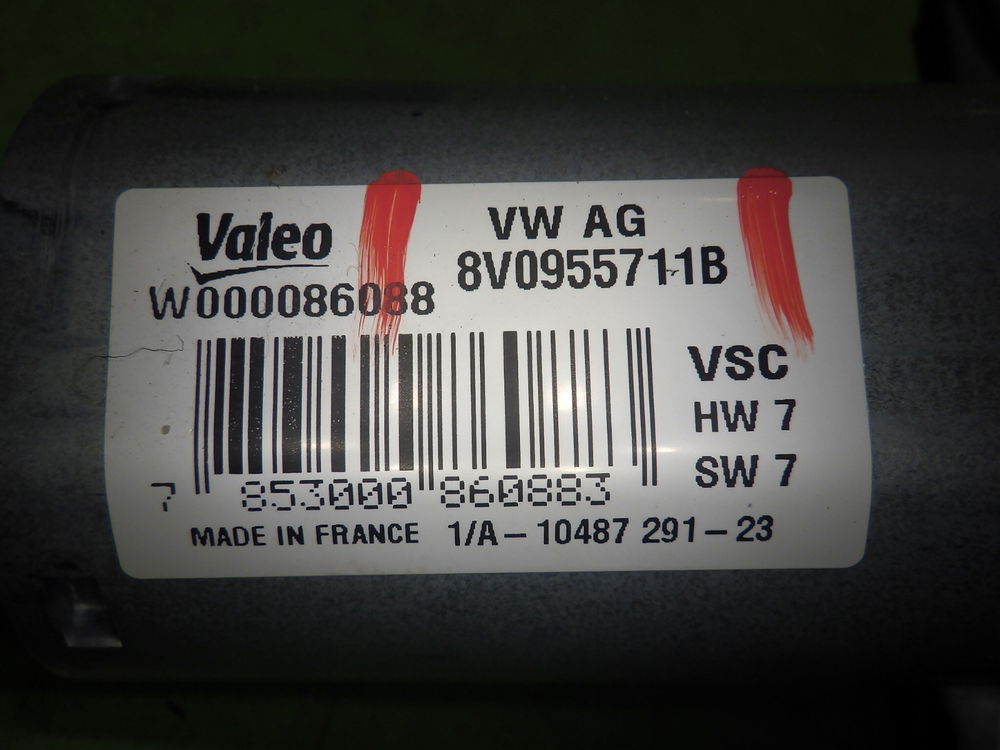 Valeo
W000086088
VW AG
8V0955711B
VSC
HW 7
SW 7
7 853000 860883
MADE IN FRANCE 1/A – 10487 291 – 23